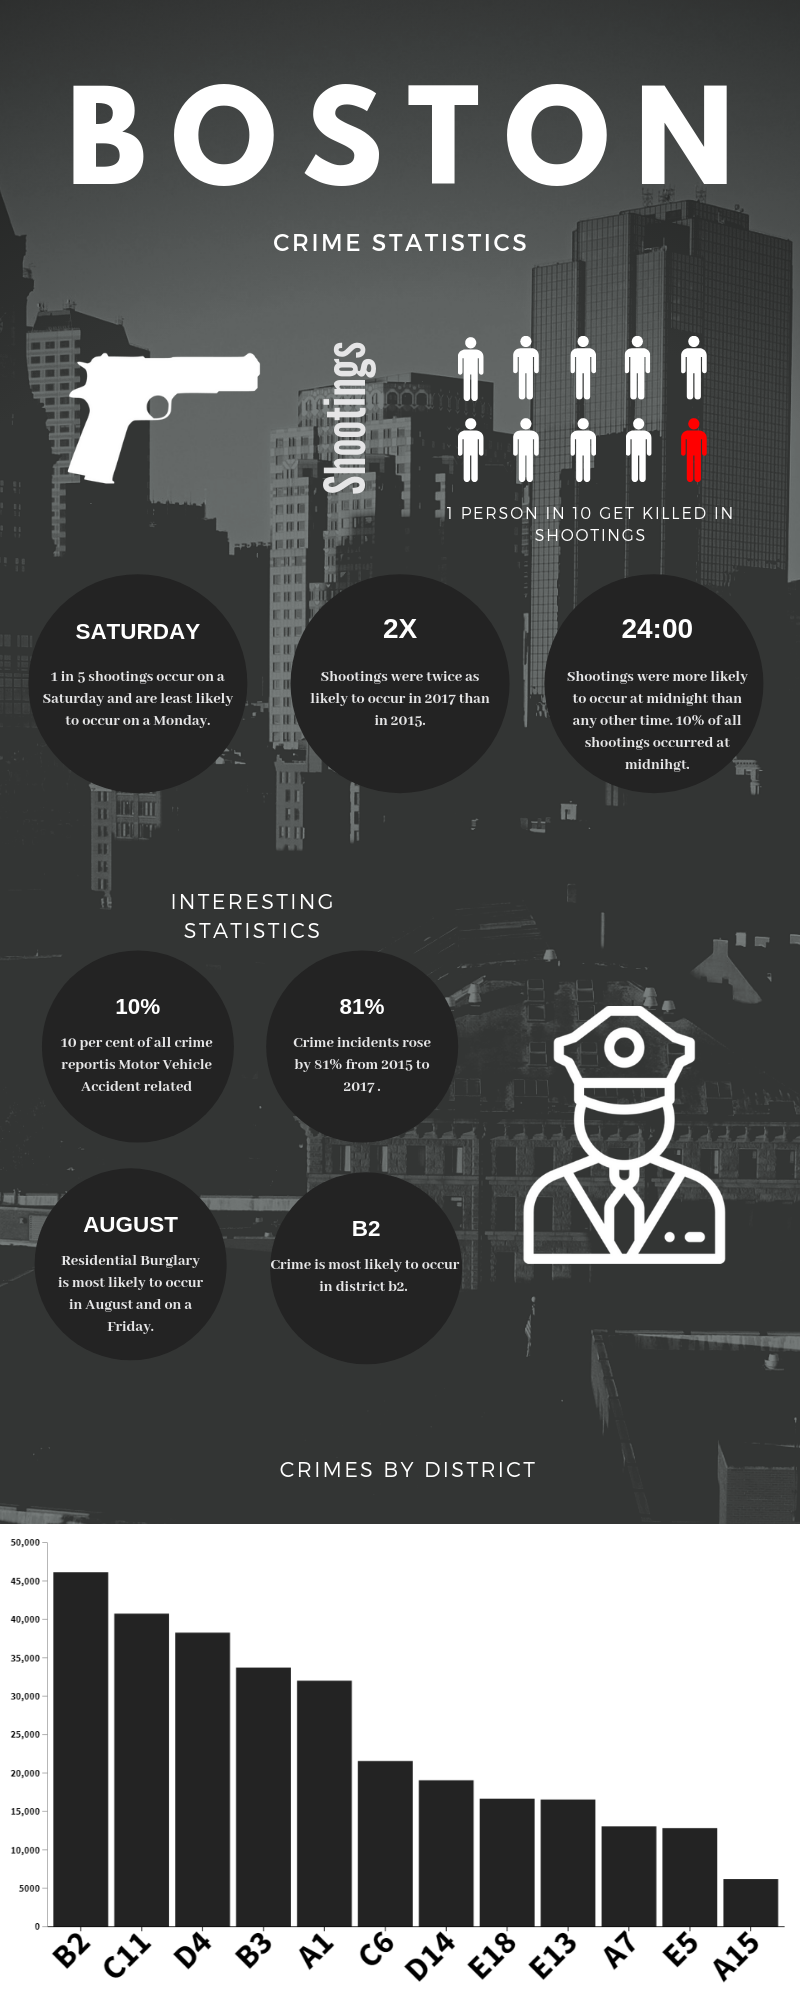 BOSTON
CRIME STATISTICS
Shootings
1 PERSON IN 10 GET KILLED IN
SHOOTINGS
SATURDAY
1 in 5 shootings occur on a
Saturday and are least likely
to occur on a Monday.
2X
Shootings were twice as
likely to occur in 2017 than
in 2015.
24:00
Shootings were more likely
to occur at midnight than
any other time. 10% of all
shootings occurred at
midnihgt.
INTERESTING
STATISTICS
10%
10 per cent of all crime
reportis Motor Vehicle
Accident related
81%
Crime incidents rose
by 81% from 2015 to
2017 .
AUGUST
Residential Burglary
is most likely to occur
in August and on a
Friday.
B2
Crime is most likely to occur
in district b2.
CRIMES BY DISTRICT
50,000
45,000
40,000
35,000
30,000
25,000
20,000
15,000
10,000
5000
0
B2 C11 D4 B3 A1 C6 D14 E18 E13 A7 E5 A15